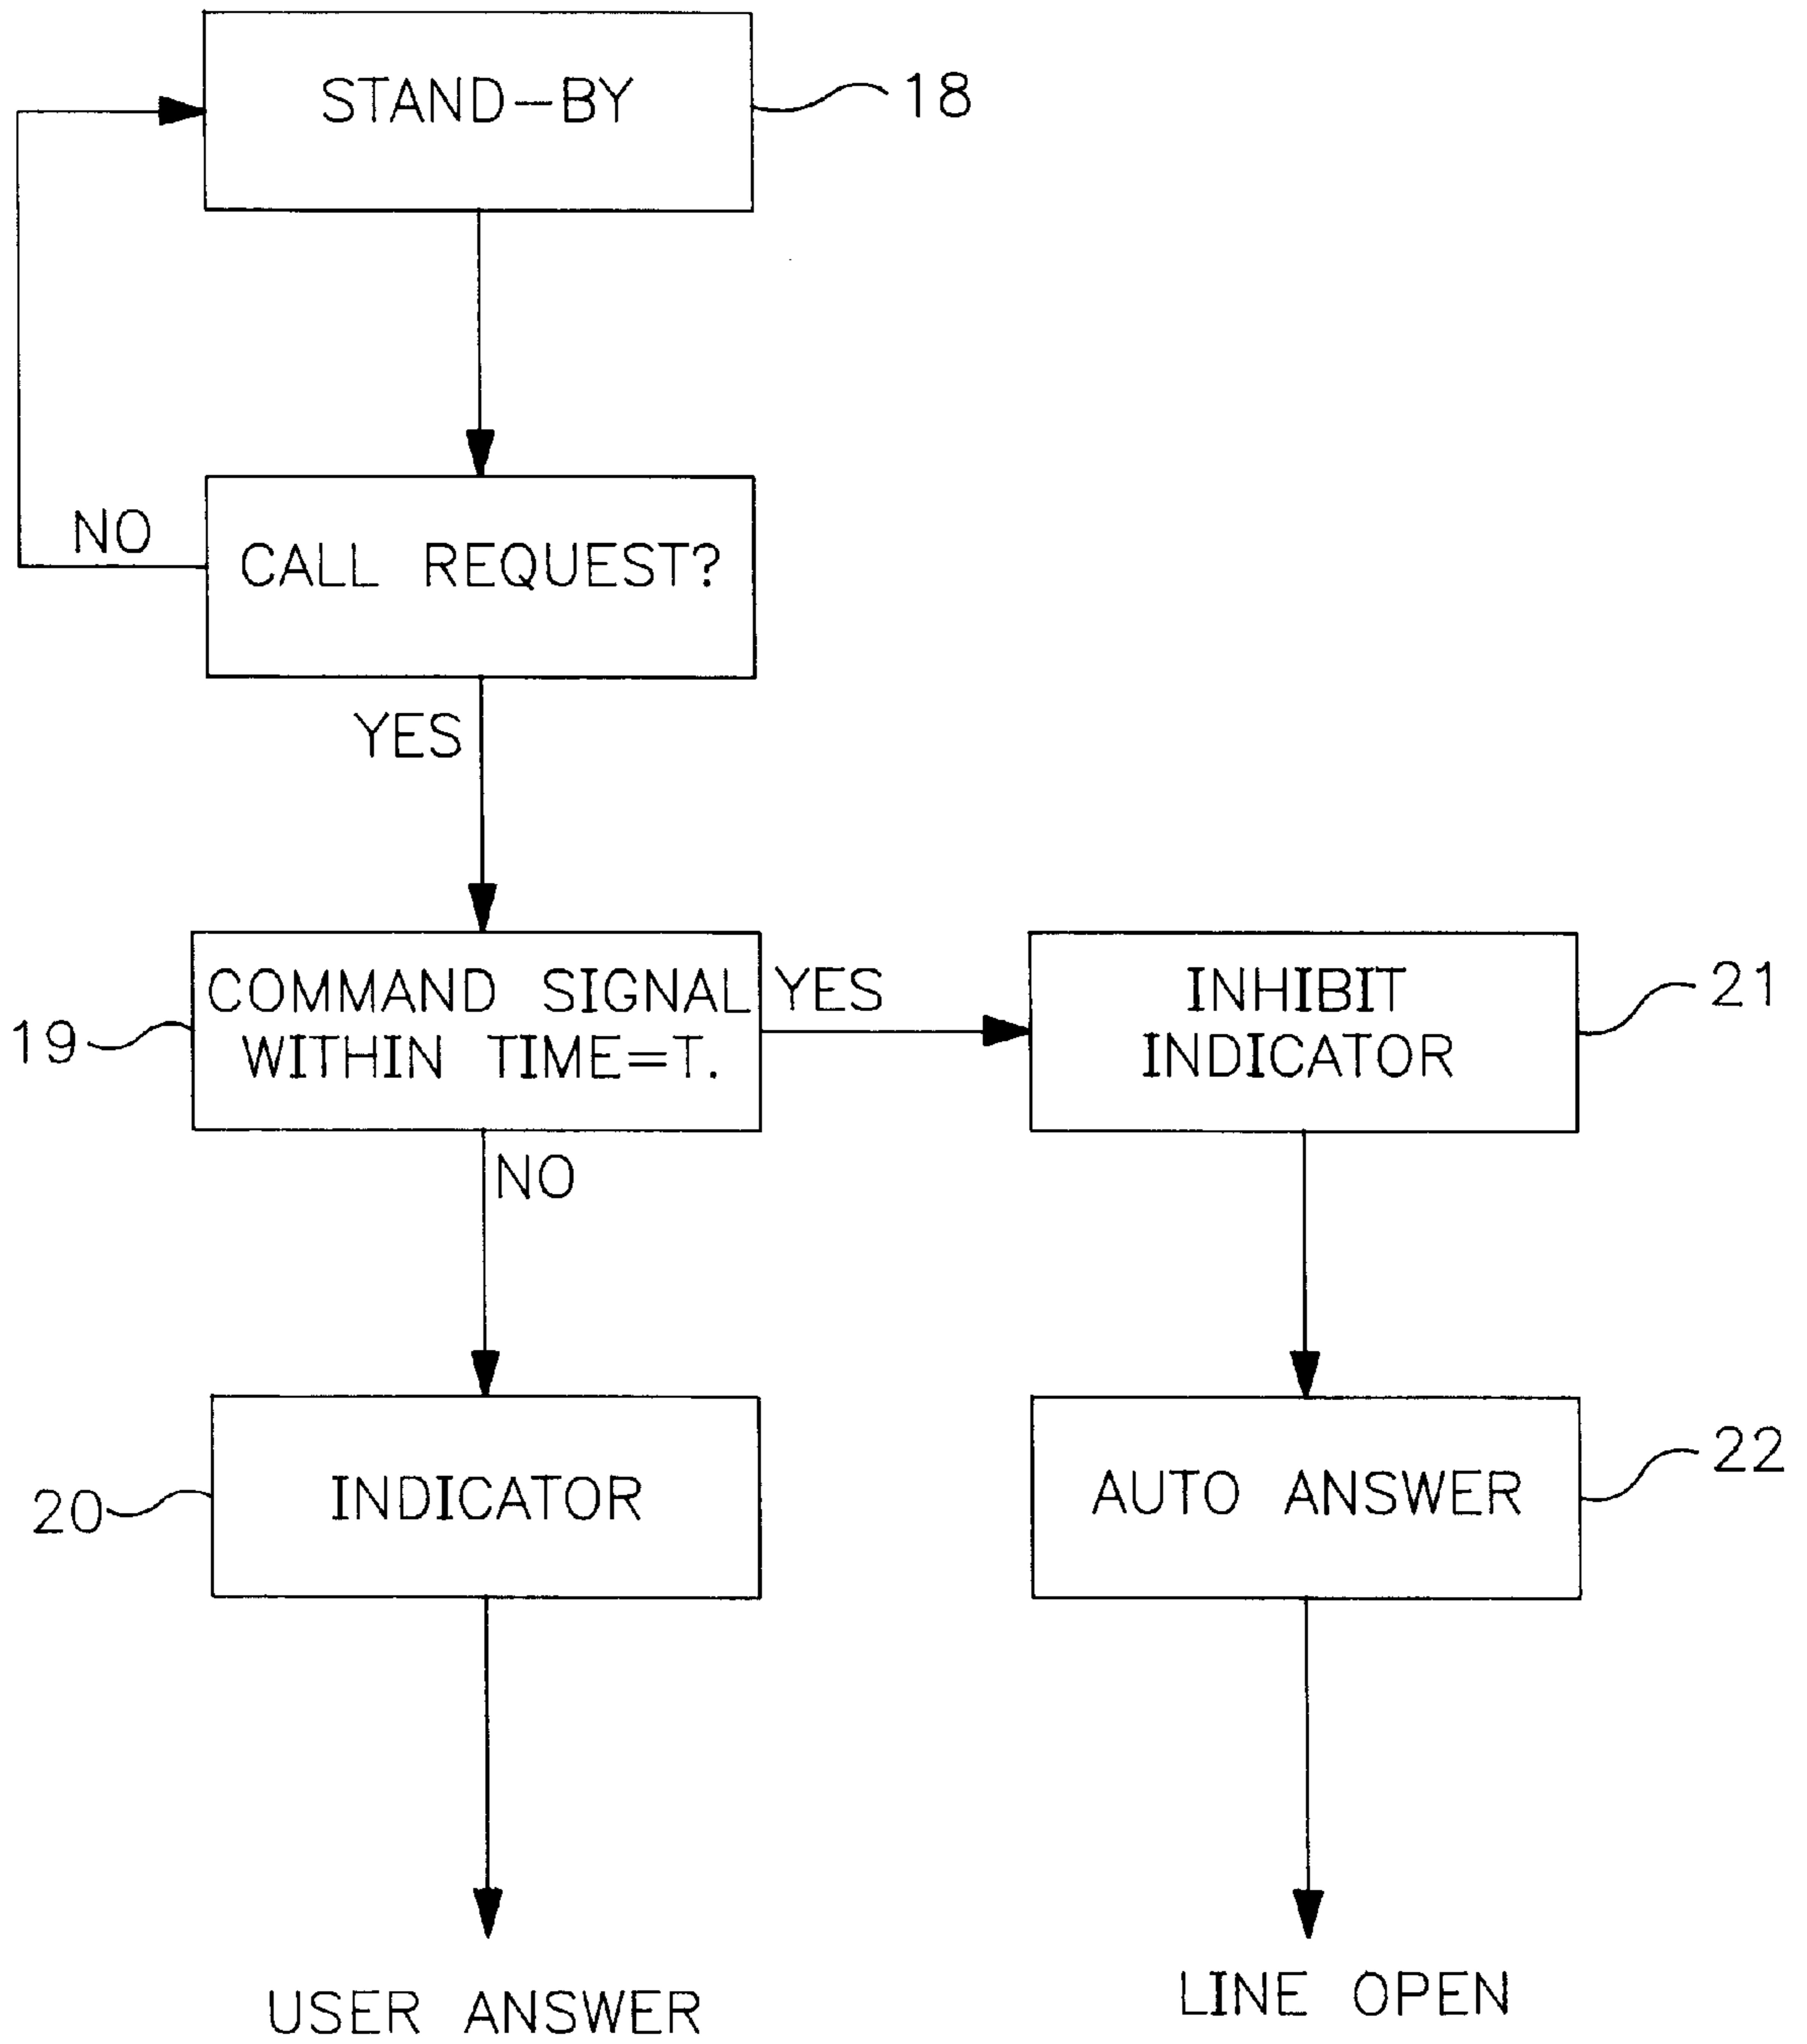 STAND-BY
18
NO
CALL REQUEST?
YES
19
COMMAND SIGNAL
WITHIN TIME=T.
YES
INHIBIT
INDICATOR
21
NO
20
INDICATOR
AUTO ANSWER
22
USER ANSWER
LINE OPEN